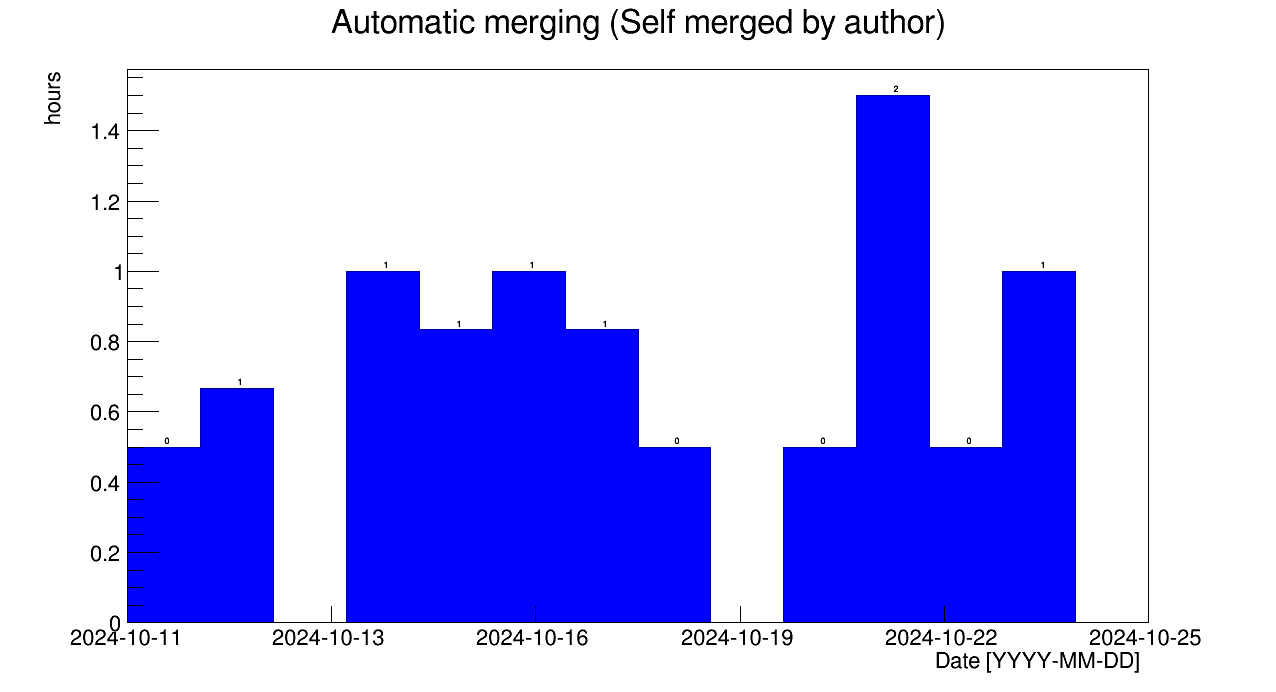 Automatic merging (Self merged by author)
hours
1.4
1.2
1
0.8
0.6
0.4
0.2
0
0 1 1 1 1 1 0 0 2 0 1
2024-10-11 2024-10-13 2024-10-16 2024-10-19 2024-10-22 2024-10-25
Date [YYYY-MM-DD]